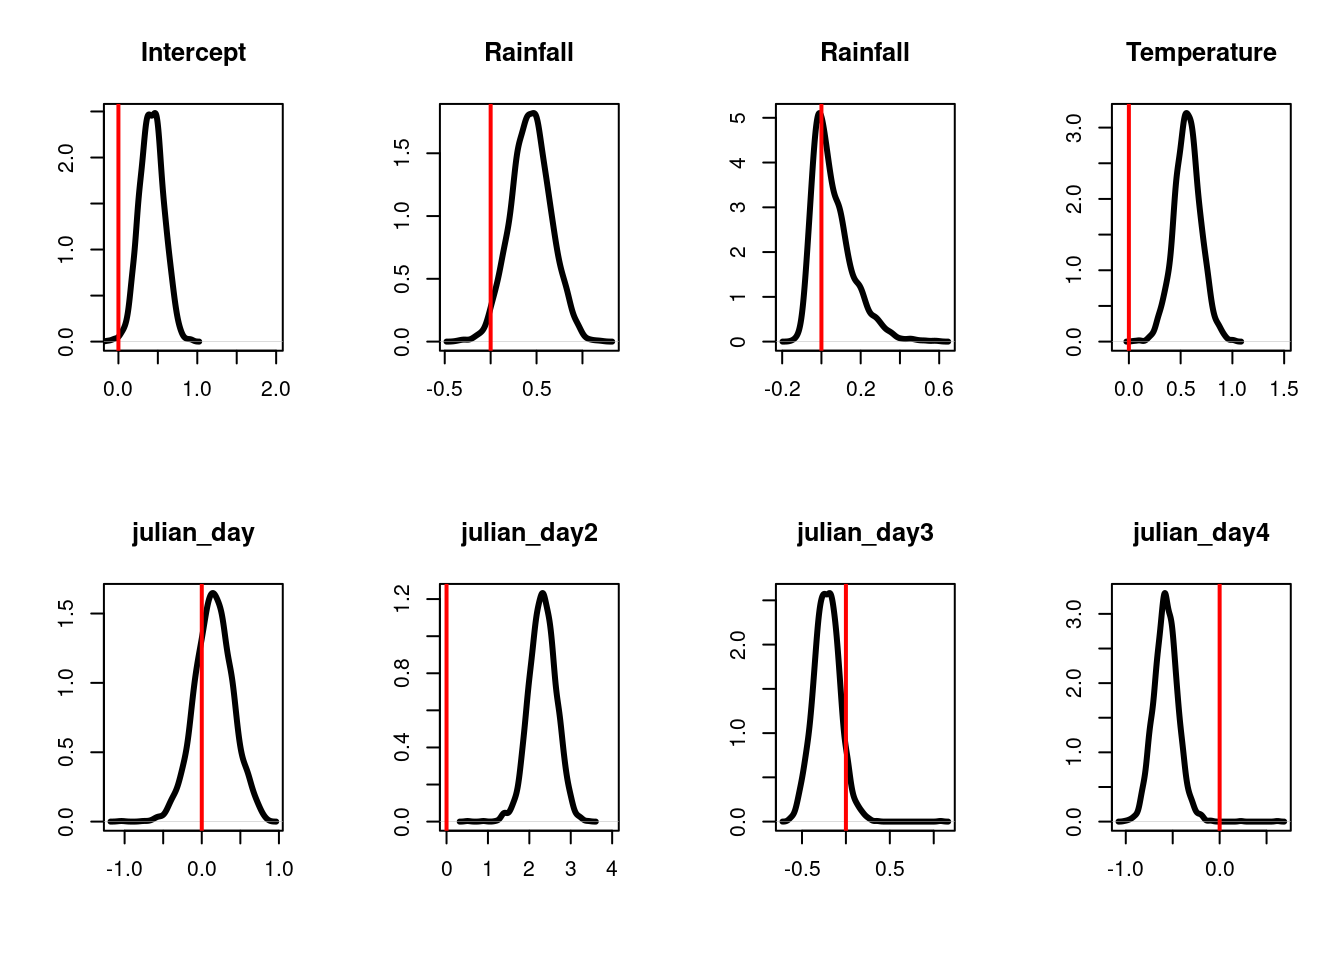 Intercept
Rainfall
Rainfall
Temperature
0.0 1.0 2.0
0.0 1.0 2.0
0.0 0.5 1.0 1.5
-0.5 0.5
0 1 2 3 4 5
-0.2 0.2 0.6
0.0 1.0 2.0 3.0
0.0 0.5 1.0 1.5
julian_day
julian_day2
julian_day3
julian_day4
0.0 0.5 1.0 1.5
-1.0 0.0 1.0
0.0 0.4 0.8 1.2
0 1 2 3 4
0.0 1.0 2.0
-0.5 0.5
0.0 1.0 2.0 3.0
-1.0 0.0